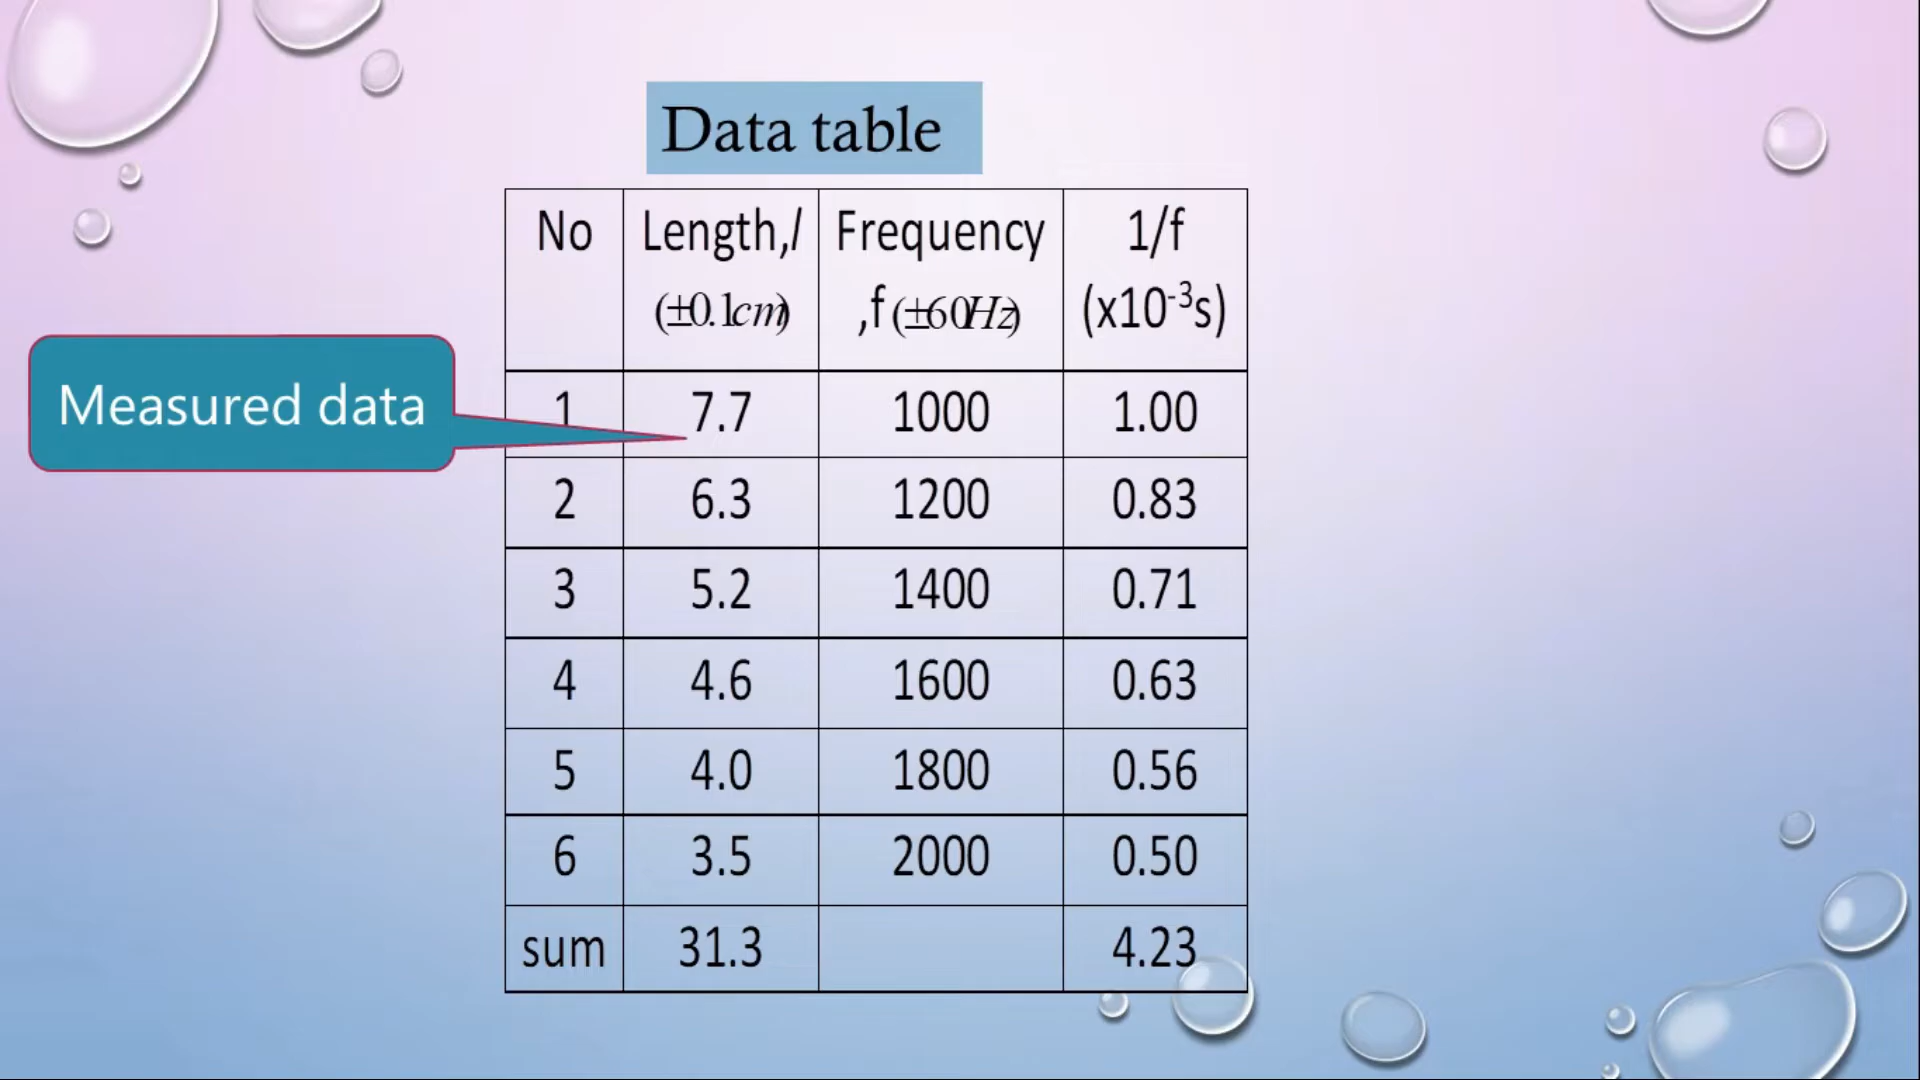 Data table
No Length,l Frequency 1/f
(±0.1cm) ,f (±60Hz) (x10⁻³s)
Measured data
1 7.7 1000 1.00
2 6.3 1200 0.83
3 5.2 1400 0.71
4 4.6 1600 0.63
5 4.0 1800 0.56
6 3.5 2000 0.50
sum 31.3 4.23